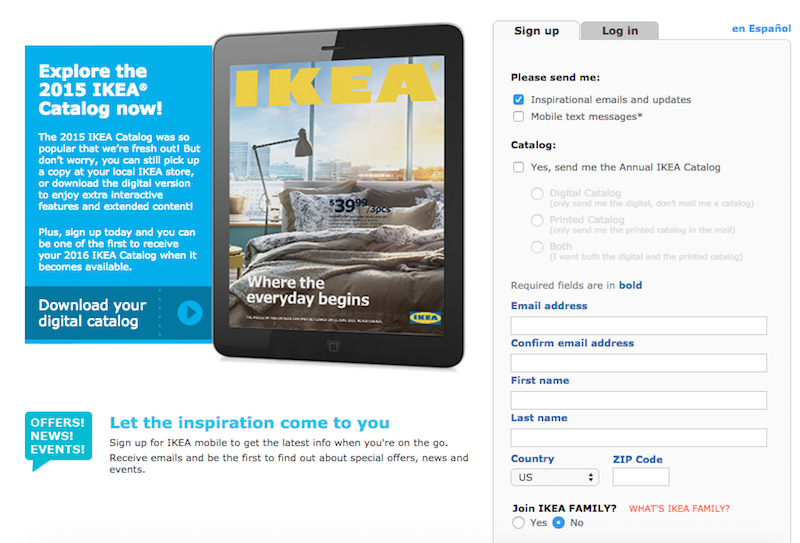 Explore the
2015 IKEA®
Catalog now!
The 2015 IKEA Catalog was so
popular that we're fresh out! But
don't worry, you can still pick up
a copy at your local IKEA store,
or download the digital version
to enjoy extra interactive
features and extended content!
Plus, sign up today and you can
be one of the first to receive
your 2016 IKEA Catalog when it
becomes available.
Download your
digital catalog
IKEA®
$39.99/3pcs
Where the
everyday begins
IKEA
OFFERS!
NEWS!
EVENTS!
Let the inspiration come to you
Sign up for IKEA mobile to get the latest info when you're on the go.
Receive emails and be the first to find out about special offers, news and
events.
Sign up
Log in
en Español
Please send me:
Inspirational emails and updates
Mobile text messages*
Catalog:
Yes, send me the Annual IKEA Catalog
Digital Catalog
(only send me the digital, don't mail me a catalog)
Printed Catalog
(only send me the printed catalog in the mail)
Both
(I want both the digital and the printed catalog)
Required fields are in bold
Email address
Confirm email address
First name
Last name
Country ZIP Code
US
Join IKEA FAMILY? WHAT'S IKEA FAMILY?
Yes No